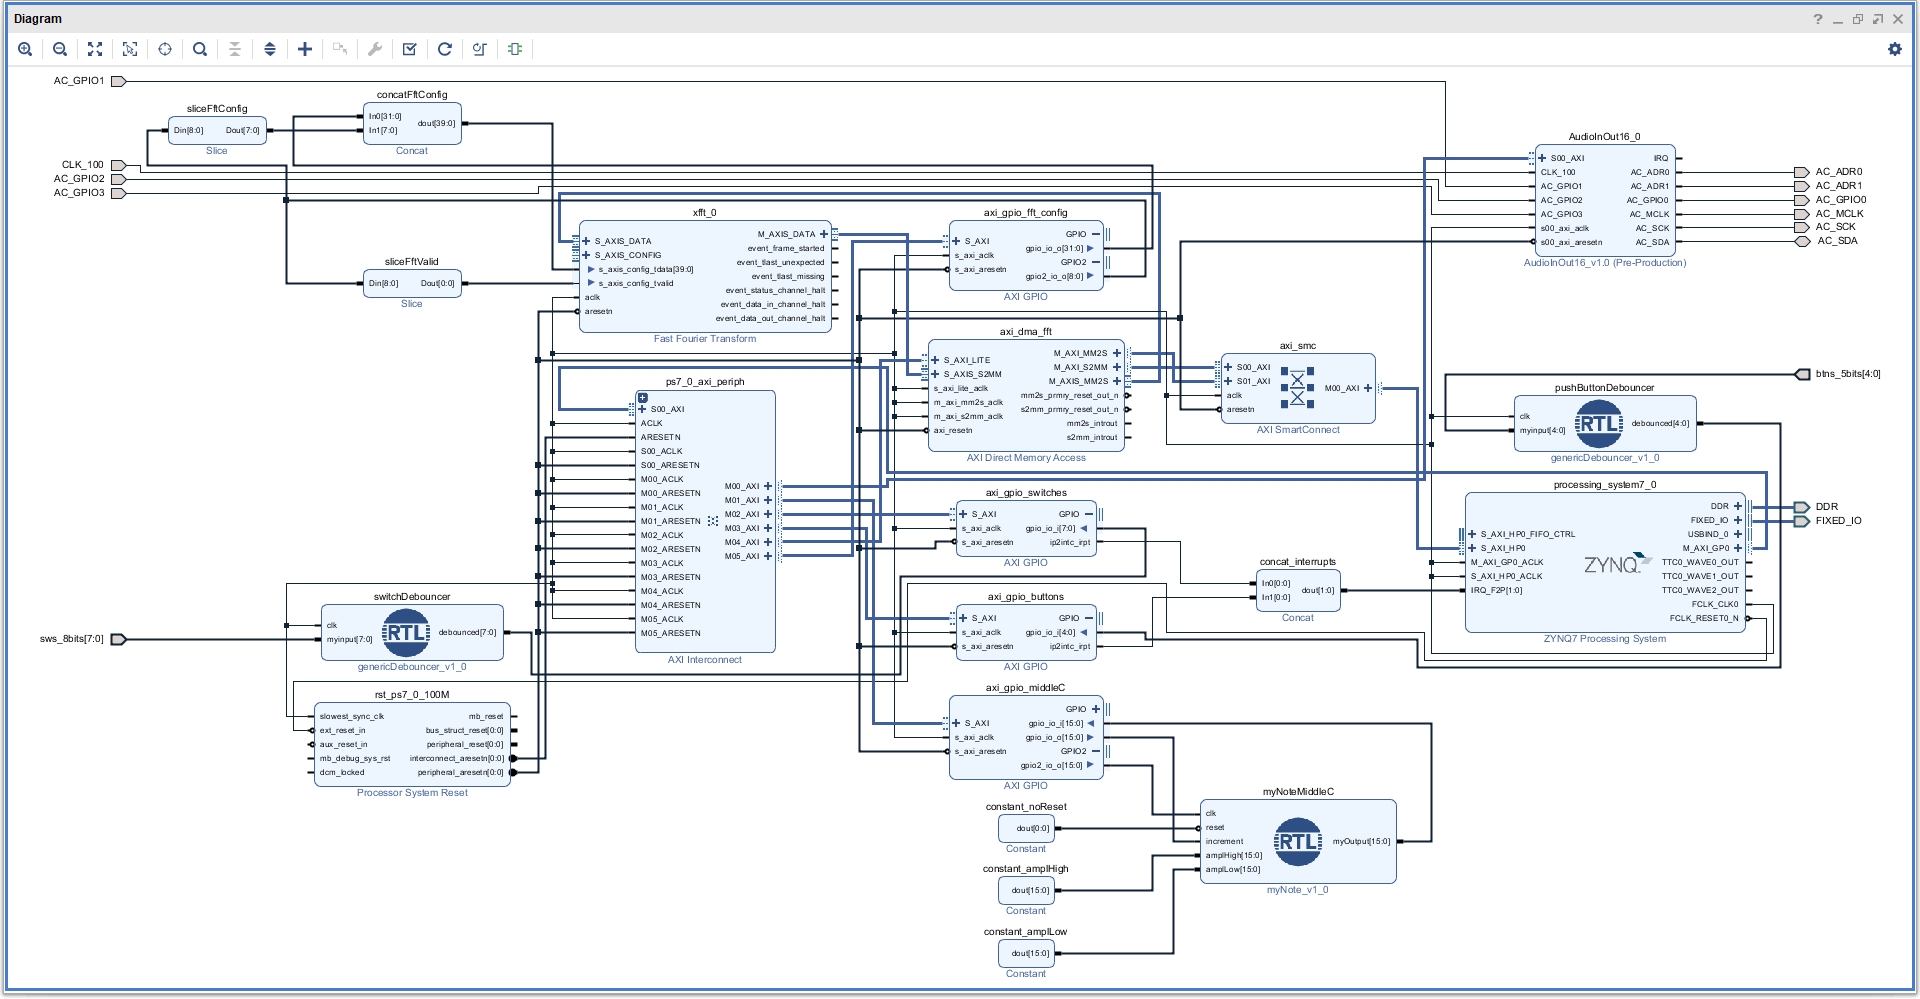 Diagram
AC_GPIO1
CLK_100
AC_GPIO2
AC_GPIO3
sws_8bits[7:0]
sliceFftConfig
Din[8:0] Dout[7:0]
Slice
concatFftConfig
In0[31:0]
In1[7:0]
dout[39:0]
Concat
sliceFftValid
Din[8:0] Dout[0:0]
Slice
xfft_0
S_AXIS_DATA
S_AXIS_CONFIG
s_axis_config_tdata[39:0]
s_axis_config_tvalid
aclk
aresetn
M_AXIS_DATA
event_frame_started
event_tlast_unexpected
event_tlast_missing
event_status_channel_halt
event_data_in_channel_halt
event_data_out_channel_halt
Fast Fourier Transform
axi_gpio_fft_config
S_AXI
s_axi_aclk
s_axi_aresetn
GPIO
gpio_io_o[31:0]
GPIO2
gpio2_io_o[8:0]
AXI GPIO
AudioInOut16_0
S00_AXI
CLK_100
AC_GPIO1
AC_GPIO2
AC_GPIO3
s00_axi_aclk
s00_axi_aresetn
IRQ
AC_ADR0
AC_ADR1
AC_GPIO0
AC_MCLK
AC_SCK
AC_SDA
AudioInOut16_v1.0 (Pre-Production)
AC_ADR0
AC_ADR1
AC_GPIO0
AC_MCLK
AC_SCK
AC_SDA
axi_dma_fft
S_AXI_LITE
S_AXIS_S2MM
s_axi_lite_aclk
m_axi_mm2s_aclk
m_axi_s2mm_aclk
axi_resetn
M_AXI_MM2S
M_AXI_S2MM
M_AXIS_MM2S
mm2s_prmry_reset_out_n
s2mm_prmry_reset_out_n
mm2s_introut
s2mm_introut
AXI Direct Memory Access
axi_smc
S00_AXI
S01_AXI
aclk
aresetn
M00_AXI
AXI SmartConnect
btns_5bits[4:0]
pushButtonDebouncer
clk
myinput[4:0]
RTL
debounced[4:0]
genericDebouncer_v1_0
ps7_0_axi_periph
S00_AXI
ACLK
ARESETN
S00_ACLK
S00_ARESETN
M00_ACLK
M00_ARESETN
M01_ACLK
M01_ARESETN
M02_ACLK
M02_ARESETN
M03_ACLK
M03_ARESETN
M04_ACLK
M04_ARESETN
M05_ACLK
M05_ARESETN
M00_AXI
M01_AXI
M02_AXI
M03_AXI
M04_AXI
M05_AXI
AXI Interconnect
axi_gpio_switches
S_AXI
s_axi_aclk
s_axi_aresetn
GPIO
gpio_io_i[7:0]
ip2intc_irpt
AXI GPIO
processing_system7_0
S_AXI_HP0_FIFO_CTRL
S_AXI_HP0
M_AXI_GP0_ACLK
S_AXI_HP0_ACLK
IRQ_F2P[1:0]
ZYNQ
DDR
FIXED_IO
USBIND_0
M_AXI_GP0
TTC0_WAVE0_OUT
TTC0_WAVE1_OUT
TTC0_WAVE2_OUT
FCLK_CLK0
FCLK_RESET0_N
ZYNQ7 Processing System
DDR
FIXED_IO
concat_interrupts
In0[0:0]
In1[0:0]
dout[1:0]
Concat
switchDebouncer
clk
myinput[7:0]
RTL
debounced[7:0]
genericDebouncer_v1_0
axi_gpio_buttons
S_AXI
s_axi_aclk
s_axi_aresetn
GPIO
gpio_io_i[4:0]
ip2intc_irpt
AXI GPIO
rst_ps7_0_100M
slowest_sync_clk
ext_reset_in
aux_reset_in
mb_debug_sys_rst
dcm_locked
mb_reset
bus_struct_reset[0:0]
peripheral_reset[0:0]
interconnect_aresetn[0:0]
peripheral_aresetn[0:0]
Processor System Reset
axi_gpio_middleC
S_AXI
s_axi_aclk
s_axi_aresetn
GPIO
gpio_io_i[15:0]
gpio_io_o[15:0]
GPIO2
gpio2_io_o[15:0]
AXI GPIO
constant_noReset
dout[0:0]
Constant
constant_amplHigh
dout[15:0]
Constant
constant_amplLow
dout[15:0]
Constant
myNoteMiddleC
clk
reset
increment
amplHigh[15:0]
amplLow[15:0]
RTL
myOutput[15:0]
myNote_v1_0